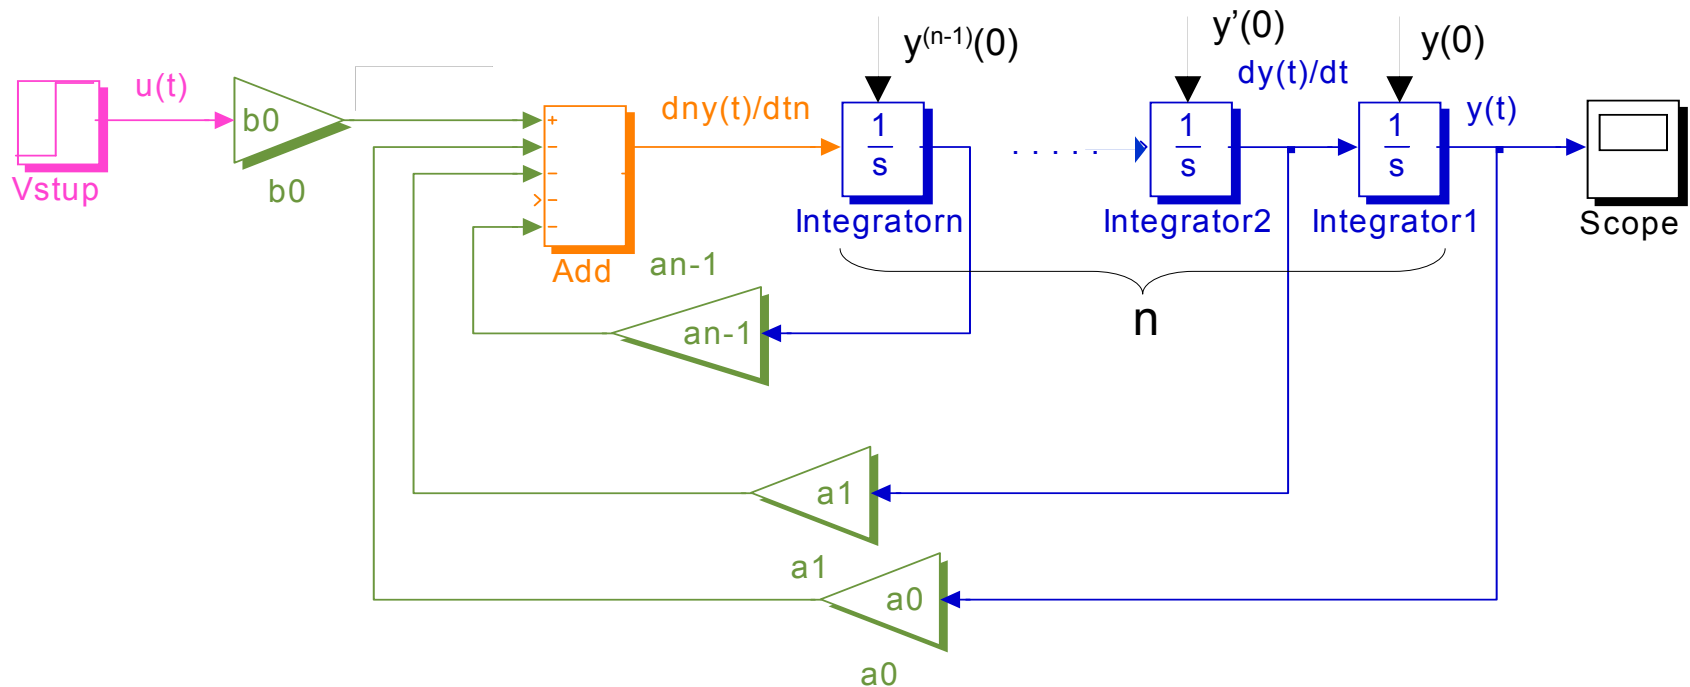 y(n-1)(0)
y’(0)
y(0)
u(t)
dny(t)/dtn
dy(t)/dt
y(t)
b0
+
−
−
−
−
1
s
. . . . .
1
s
1
s
Vstup
b0
Add
Integratorn
Integrator2
Integrator1
Scope
an-1
an-1
n
a1
a1
a0
a0